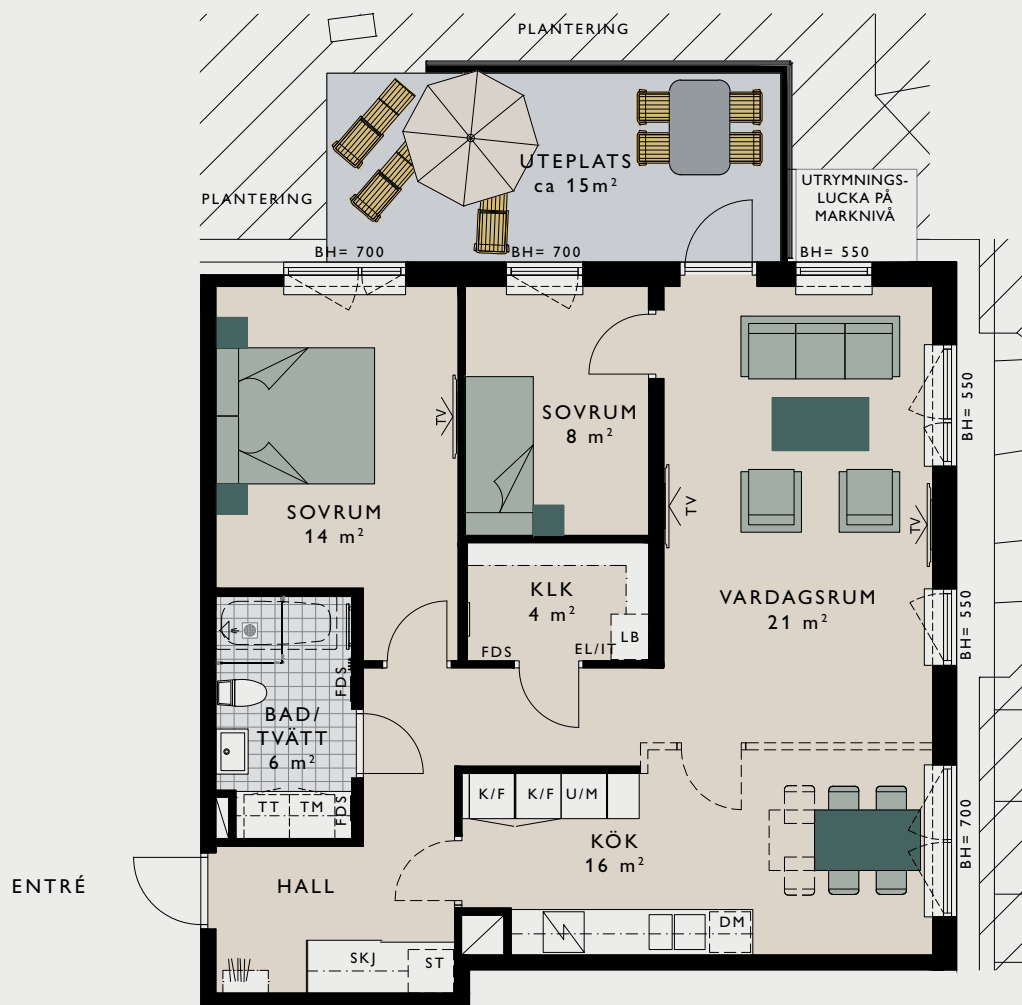 PLANTERING
UTEPLATS
ca 15m²
PLANTERING
UTRYMNINGS-
LUCKA PÅ
MARKNIVÅ
BH= 700
BH= 700
BH= 550
BH= 550
TV
SOVRUM
8 m²
SOVRUM
14 m²
TV
TV
KLK
4 m²
VARDAGSRUM
21 m²
BH= 550
LB
FDS
EL/IT
FDS
BAD/
TVÄTT
6 m²
TT
TM
FDS
K/F
K/F
U/M
KÖK
16 m²
BH= 700
ENTRÉ
HALL
DM
SKJ
ST